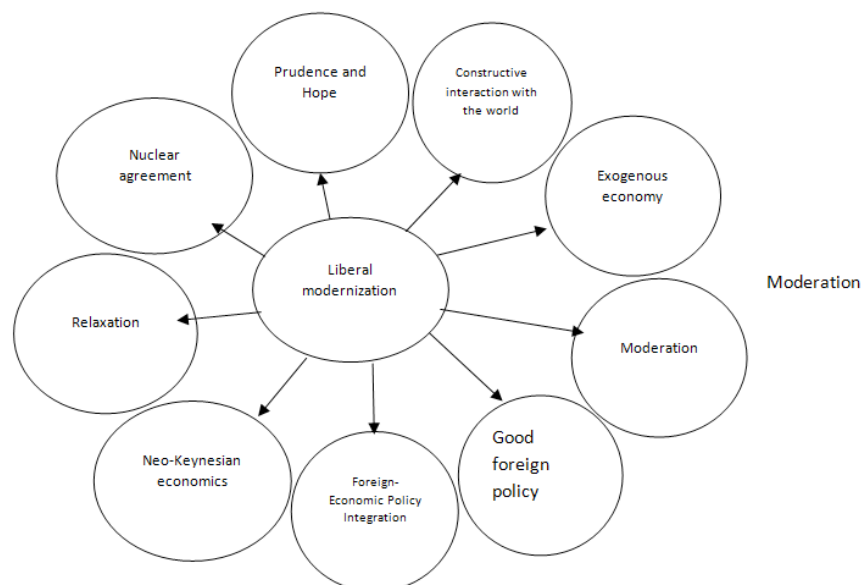 Prudence and
Hope
Constructive
interaction with
the world
Nuclear
agreement
Exogenous
economy
Liberal
modernization
Moderation
Relaxation
Moderation
Good
foreign
policy
Neo-Keynesian
economics
Foreign-
Economic Policy
Integration